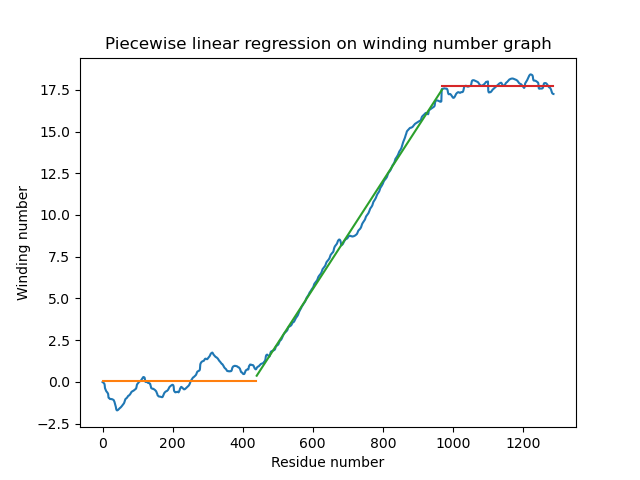 Piecewise linear regression on winding number graph
Winding number
17.5
15.0
12.5
10.0
7.5
5.0
2.5
0.0
−2.5
0 200 400 600 800 1000 1200
Residue number